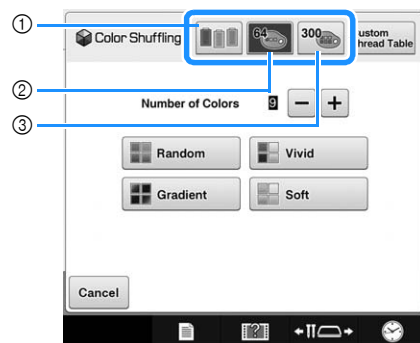 ①
Color Shuffling
64
300
ustom
hread Table
②
③
Number of Colors 9 − +
Random
Vivid
Gradient
Soft
Cancel